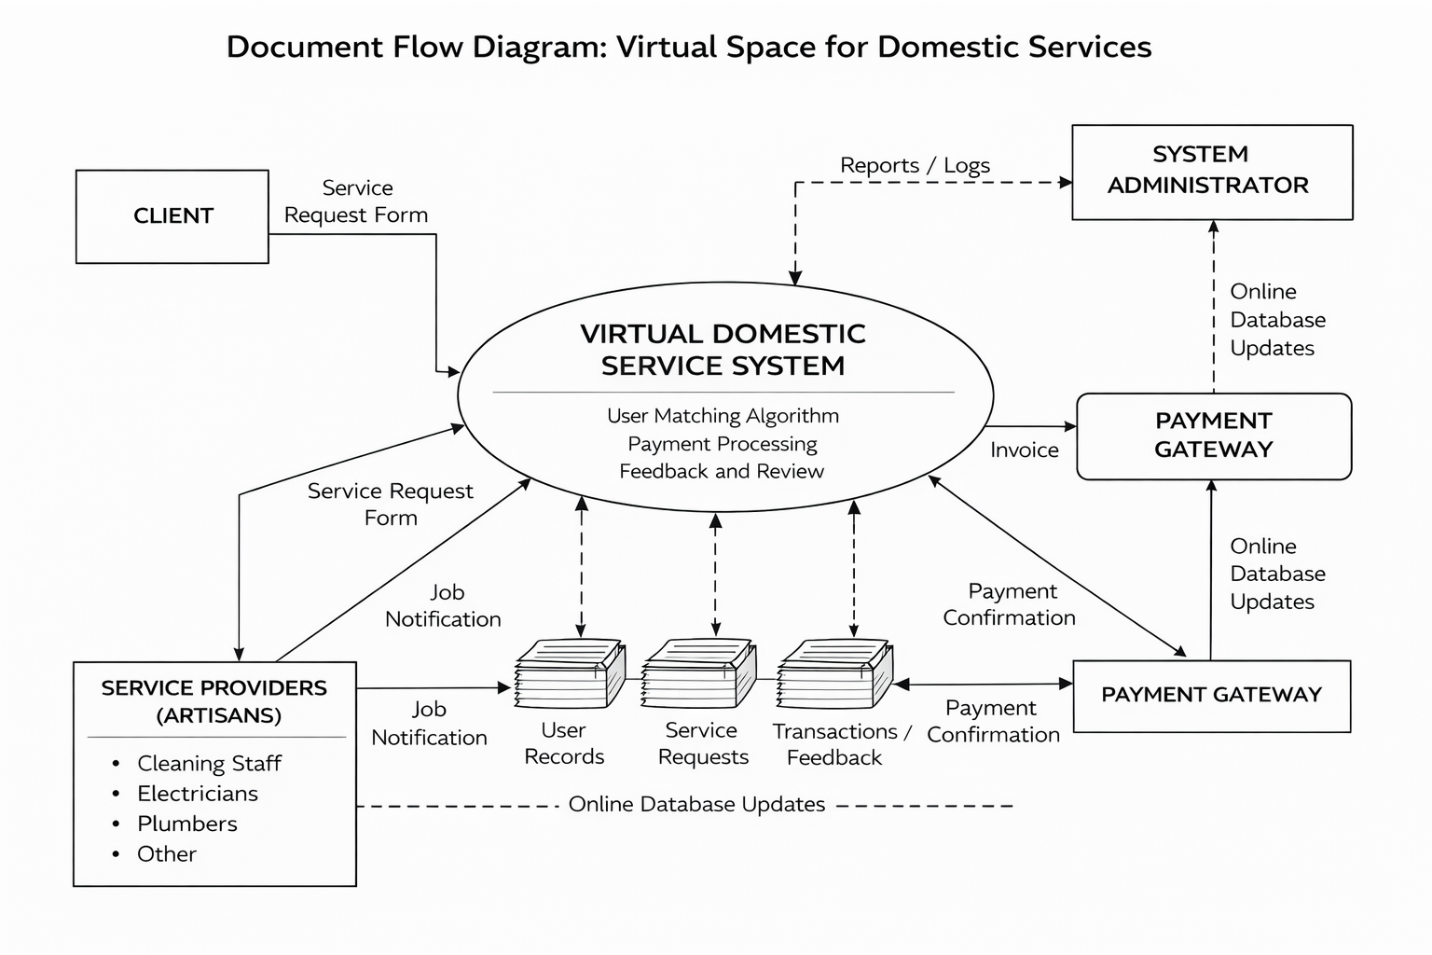 Document Flow Diagram: Virtual Space for Domestic Services
CLIENT
Service
Request Form
Reports / Logs
SYSTEM
ADMINISTRATOR
Online
Database
Updates
VIRTUAL DOMESTIC
SERVICE SYSTEM
User Matching Algorithm
Payment Processing
Feedback and Review
Invoice
PAYMENT
GATEWAY
Service Request
Form
Job
Notification
Payment
Confirmation
Online
Database
Updates
SERVICE PROVIDERS
(ARTISANS)
• Cleaning Staff
• Electricians
• Plumbers
• Other
Job
Notification
User
Records
Service
Requests
Transactions /
Feedback
Payment
Confirmation
PAYMENT GATEWAY
Online Database Updates